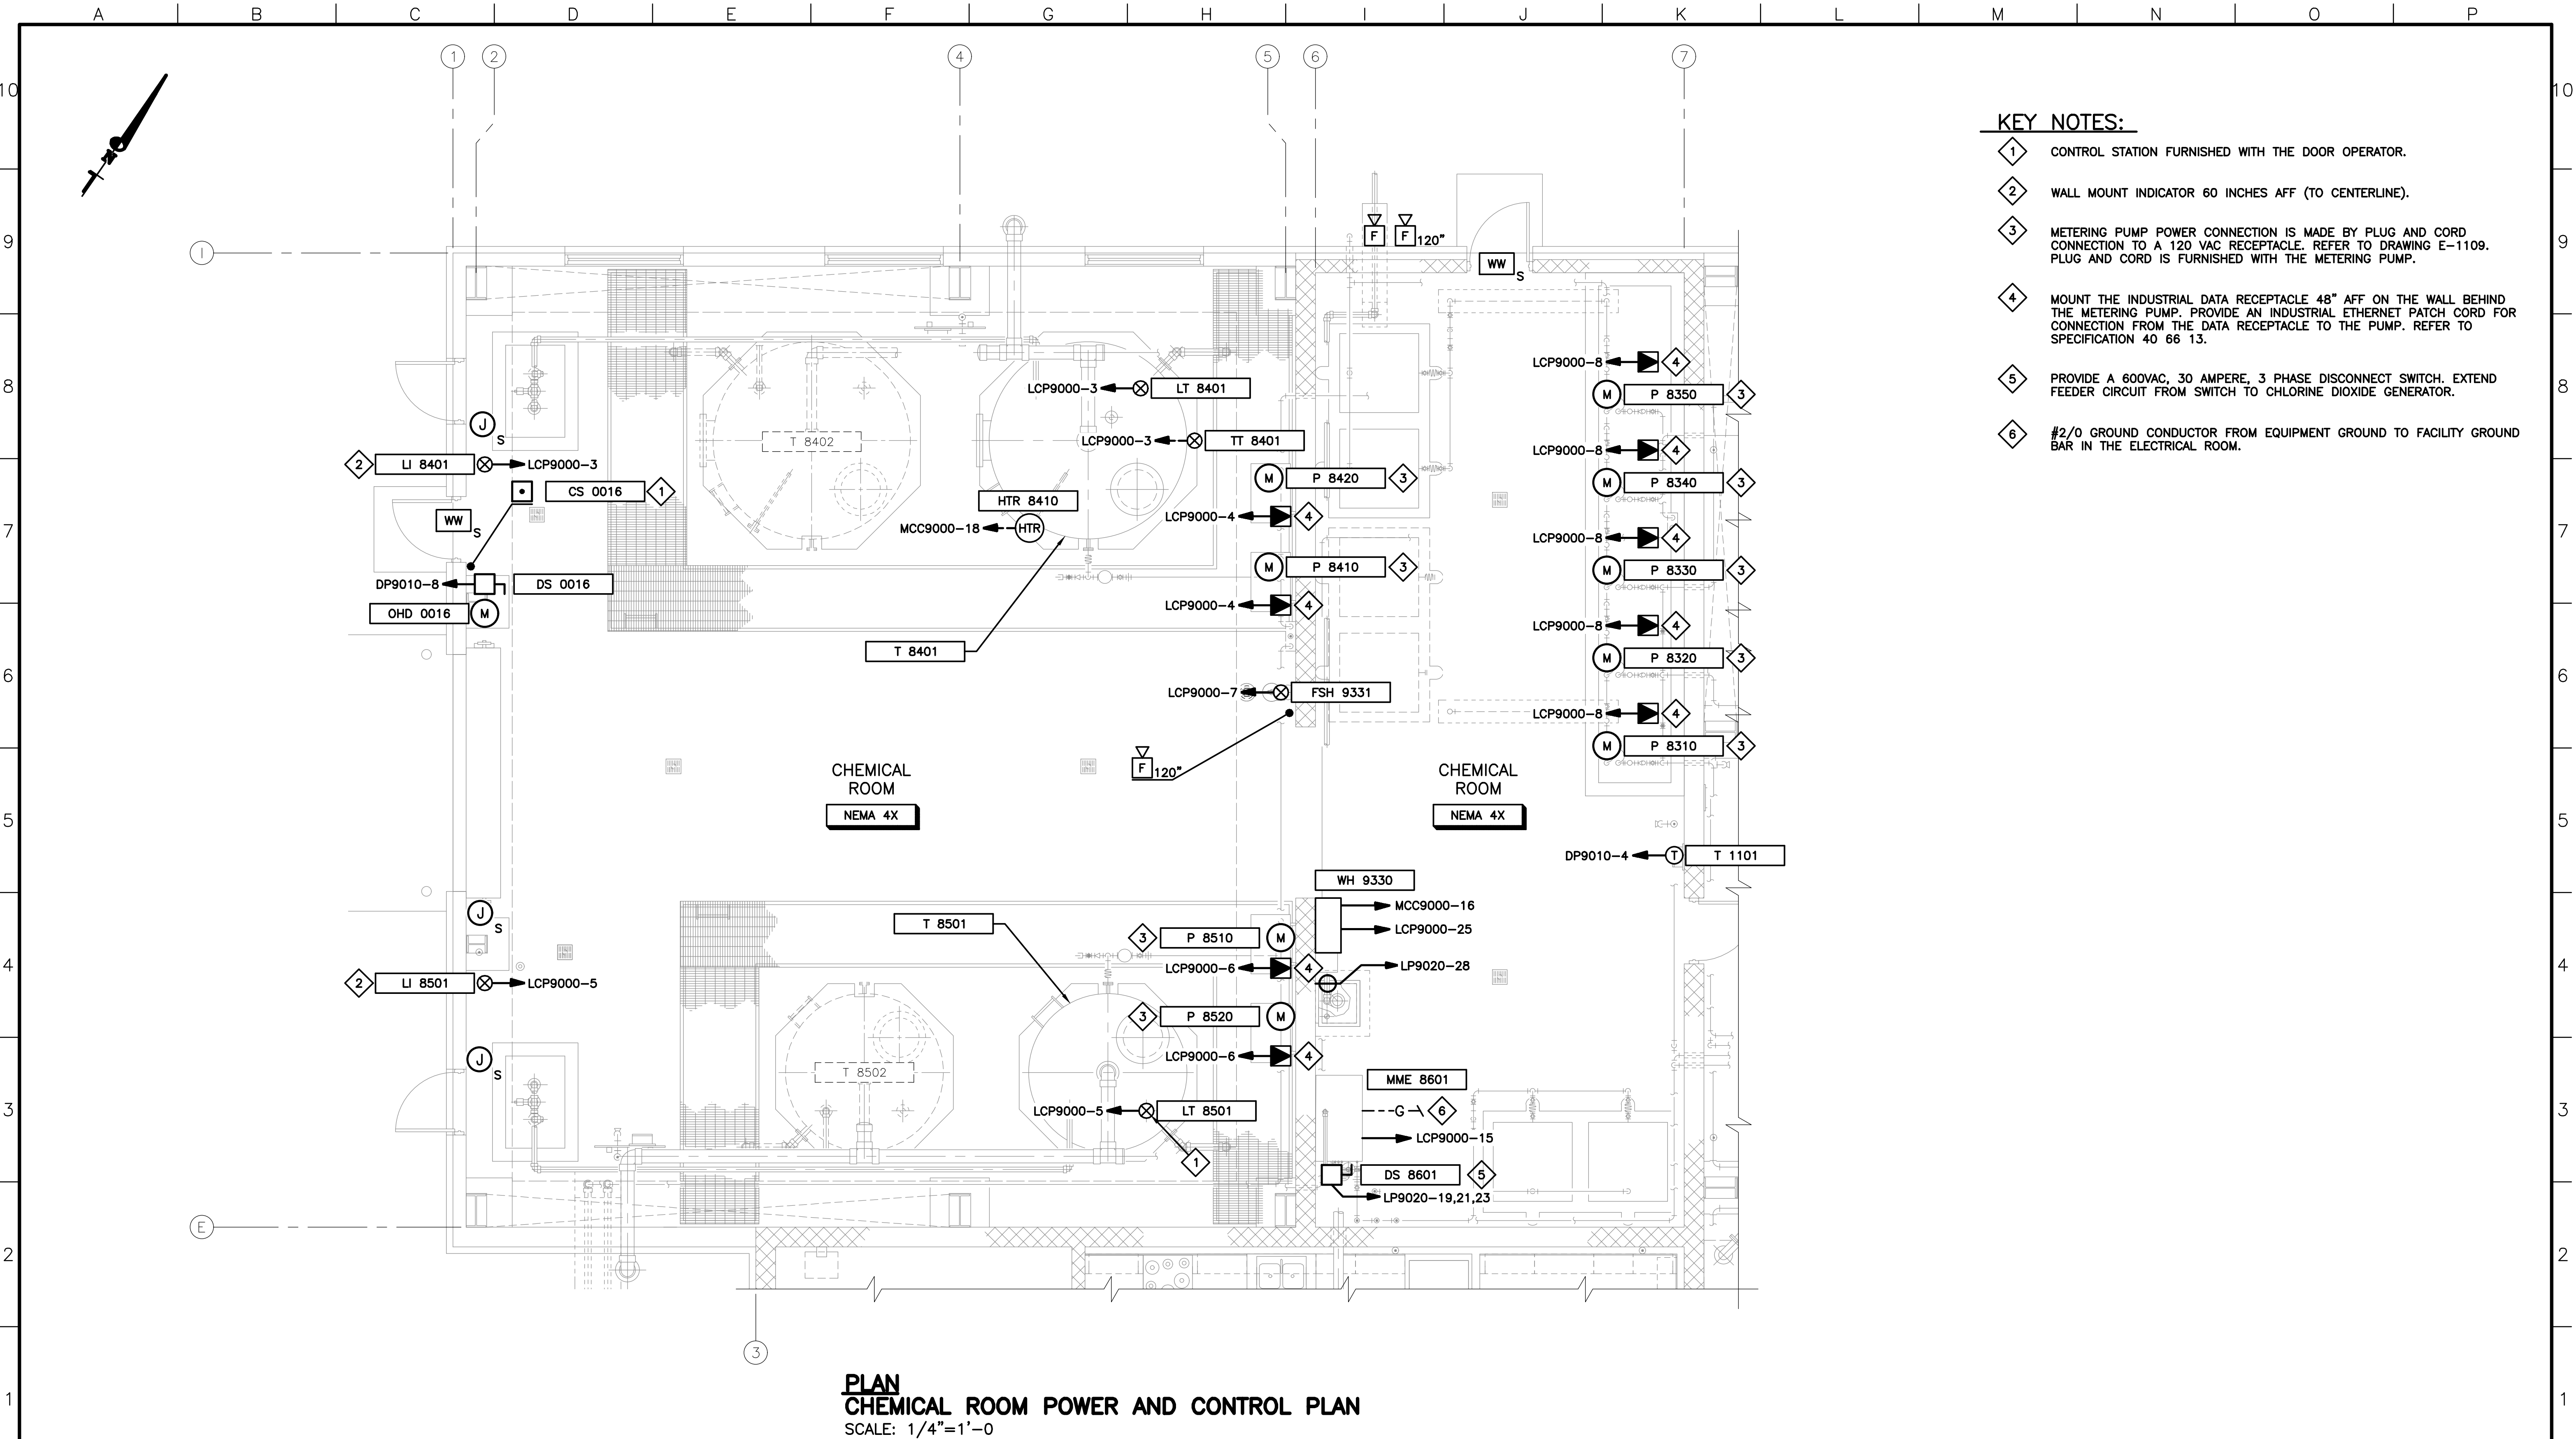 A B C D E F G H I J K L M N O P
1 2 4 5 6 7
10 10
KEY NOTES:
1 CONTROL STATION FURNISHED WITH THE DOOR OPERATOR.
2 WALL MOUNT INDICATOR 60 INCHES AFF (TO CENTERLINE).
3 METERING PUMP POWER CONNECTION IS MADE BY PLUG AND CORD
CONNECTION TO A 120 VAC RECEPTACLE. REFER TO DRAWING E-1109.
PLUG AND CORD IS FURNISHED WITH THE METERING PUMP.
4 MOUNT THE INDUSTRIAL DATA RECEPTACLE 48" AFF ON THE WALL BEHIND
THE METERING PUMP. PROVIDE AN INDUSTRIAL ETHERNET PATCH CORD FOR
CONNECTION FROM THE DATA RECEPTACLE TO THE PUMP. REFER TO
SPECIFICATION 40 66 13.
5 PROVIDE A 600VAC, 30 AMPERE, 3 PHASE DISCONNECT SWITCH. EXTEND
FEEDER CIRCUIT FROM SWITCH TO CHLORINE DIOXIDE GENERATOR.
6 #2/0 GROUND CONDUCTOR FROM EQUIPMENT GROUND TO FACILITY GROUND
BAR IN THE ELECTRICAL ROOM.
9 9
F F 120"
I
WW S
8 8
LCP9000-8 4
M P 8350 3
LCP9000-3 LT 8401
J S
T 8402
LCP9000-3 TT 8401
LCP9000-8 4
2 LI 8401 LCP9000-3
M P 8420 3
M P 8340 3
CS 0016 1
HTR 8410
LCP9000-4 4
WW S
MCC9000-18 HTR
7 7
LCP9000-8 4
M P 8410 3
M P 8330 3
DP9010-8 DS 0016
LCP9000-4 4
OHD 0016 M
LCP9000-8 4
T 8401
M P 8320 3
6 6
LCP9000-7 FSH 9331
LCP9000-8 4
M P 8310 3
F 120"
CHEMICAL
ROOM
NEMA 4X
CHEMICAL
ROOM
NEMA 4X
5 5
DP9010-4 T T 1101
WH 9330
MCC9000-16
J S
T 8501
LCP9000-25
3 P 8510 M
4 4
LCP9000-6 4
LP9020-28
2 LI 8501 LCP9000-5
3 P 8520 M
LCP9000-6 4
J S
T 8502
MME 8601
3 3
LCP9000-5 LT 8501
G 6
LCP9000-15
1
DS 8601 5
LP9020-19,21,23
E
2 2
3
1 1
PLAN
CHEMICAL ROOM POWER AND CONTROL PLAN
SCALE: 1/4"=1'-0